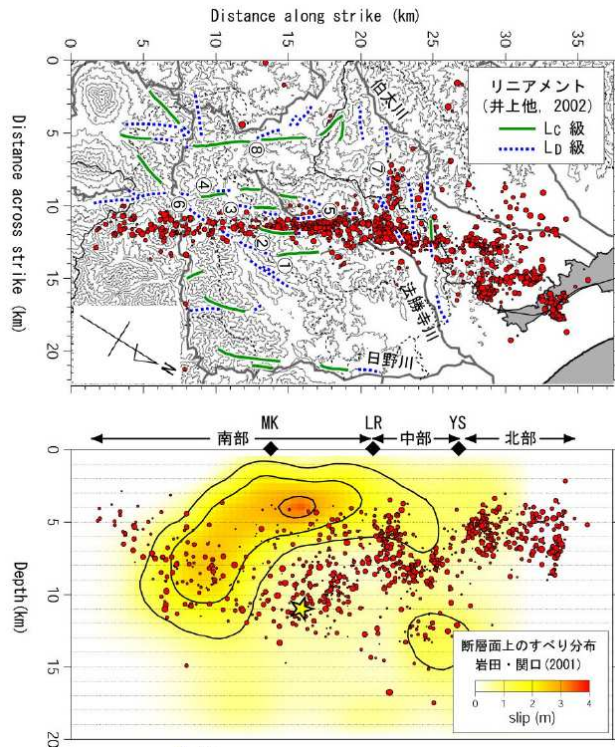 Distance along strike (km)
0 5 10 15 20 25 30 35
Distance across strike (km)
0
5
10
15
20
リニアメント
(井上他, 2002)
LC 級
LD 級
伯太川
法勝寺川
日野川
⑧
⑦
④
⑥
③
⑤
②
①
N
MK LR YS
南部 中部 北部
Depth(km)
0
5
10
15
20
断層面上のすべり分布
岩田・関口(2001)
0 1 2 3 4
slip (m)